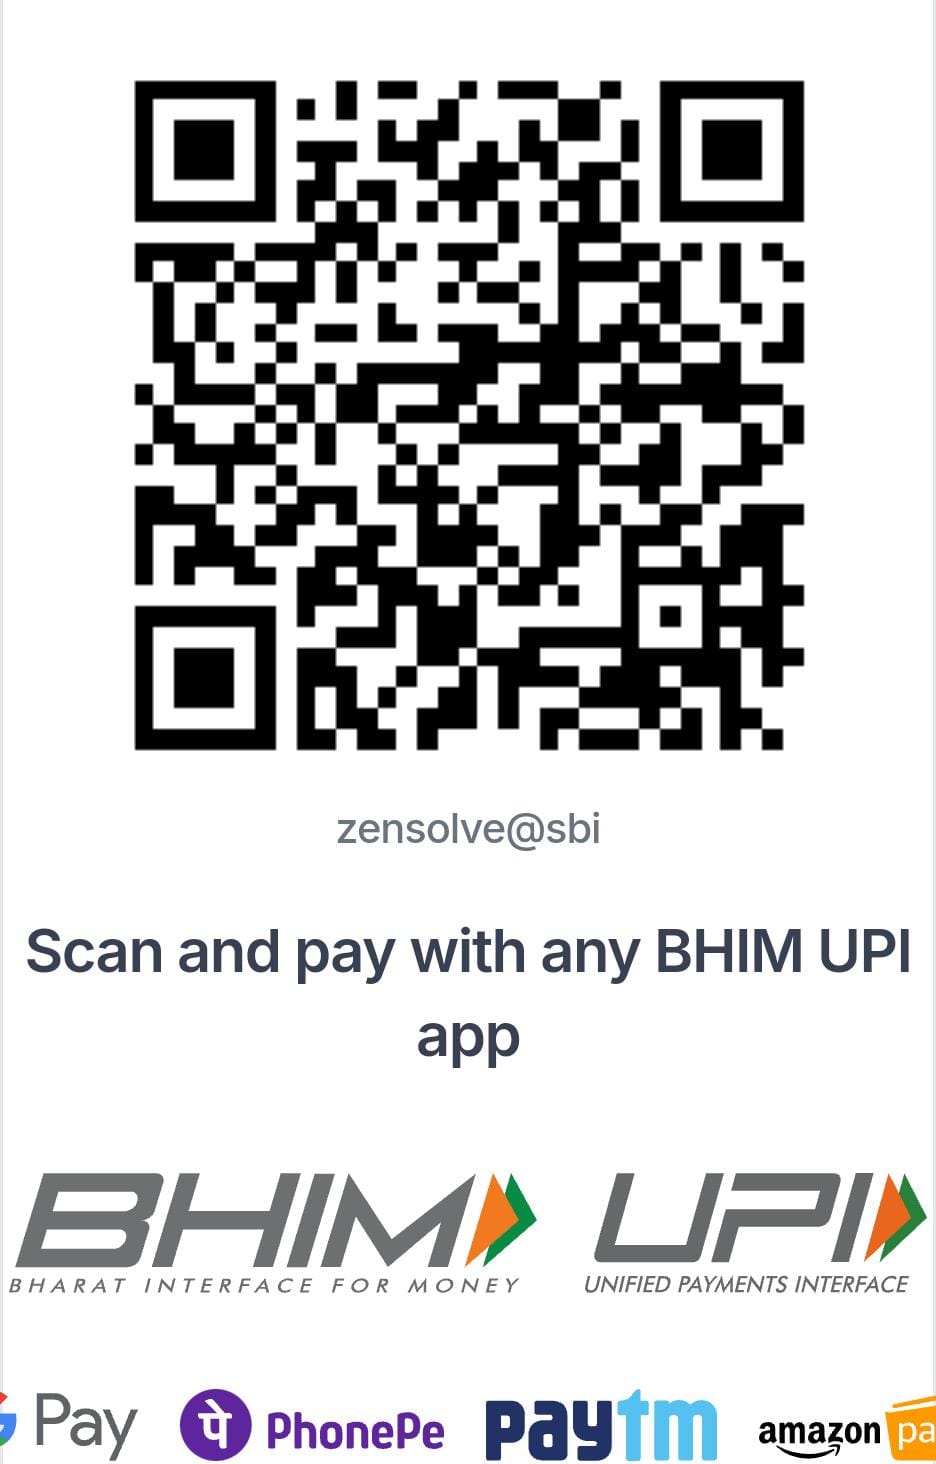 zensolve@sbi
Scan and pay with any BHIM UPI
app
BHIM UPI
BHARAT INTERFACE FOR MONEY UNIFIED PAYMENTS INTERFACE
G Pay पे PhonePe paytm amazon pa